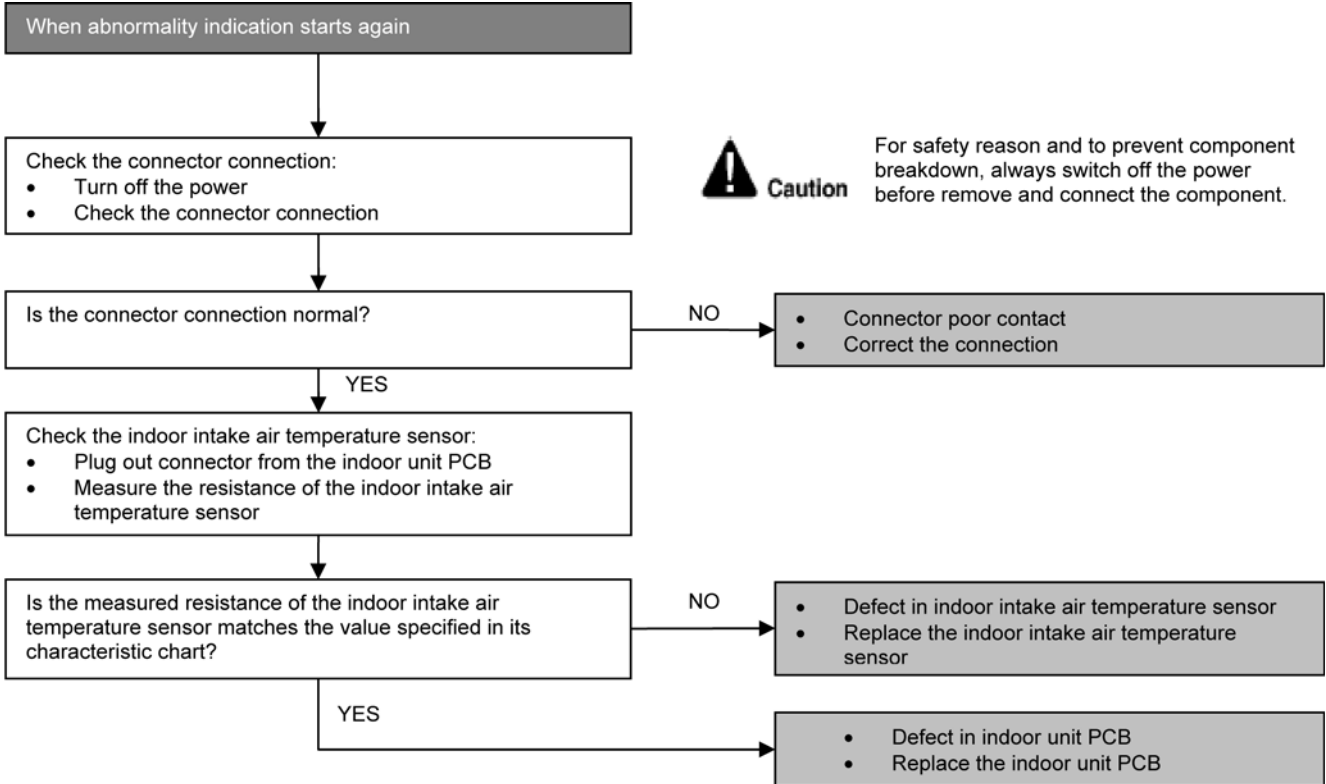 When abnormality indication starts again
Check the connector connection:
• Turn off the power
• Check the connector connection
Caution
For safety reason and to prevent component
breakdown, always switch off the power
before remove and connect the component.
Is the connector connection normal?
NO
• Connector poor contact
• Correct the connection
YES
Check the indoor intake air temperature sensor:
• Plug out connector from the indoor unit PCB
• Measure the resistance of the indoor intake air
temperature sensor
Is the measured resistance of the indoor intake air
temperature sensor matches the value specified in its
characteristic chart?
NO
• Defect in indoor intake air temperature sensor
• Replace the indoor intake air temperature
sensor
YES
• Defect in indoor unit PCB
• Replace the indoor unit PCB